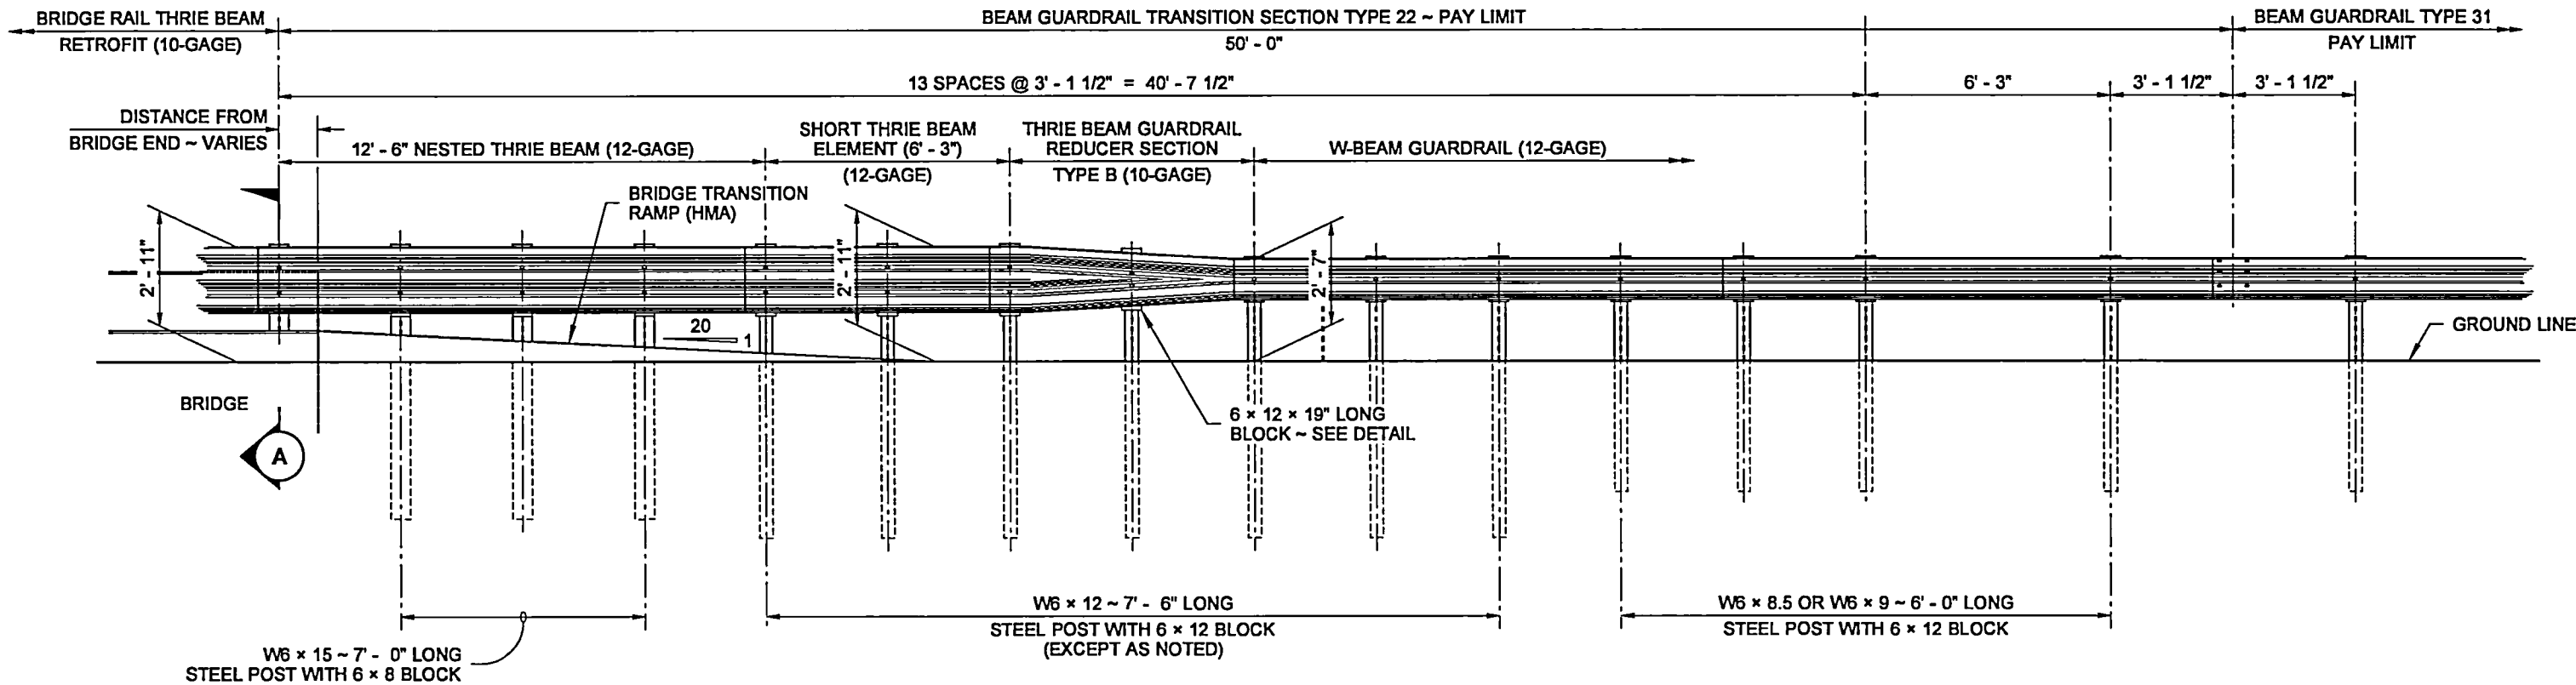 BRIDGE RAIL THRIE BEAM
RETROFIT (10-GAGE)
BEAM GUARDRAIL TRANSITION SECTION TYPE 22 ~ PAY LIMIT
50' - 0"
BEAM GUARDRAIL TYPE 31
PAY LIMIT
13 SPACES @ 3' - 1 1/2" = 40' - 7 1/2"
6' - 3"
3' - 1 1/2"
3' - 1 1/2"
DISTANCE FROM
BRIDGE END ~ VARIES
12' - 6" NESTED THRIE BEAM (12-GAGE)
SHORT THRIE BEAM
ELEMENT (6' - 3")
(12-GAGE)
THRIE BEAM GUARDRAIL
REDUCER SECTION
TYPE B (10-GAGE)
W-BEAM GUARDRAIL (12-GAGE)
BRIDGE TRANSITION
RAMP (HMA)
2' - 11"
2' - 11"
2' - 7"
20
1
GROUND LINE
BRIDGE
A
6 × 12 × 19" LONG
BLOCK ~ SEE DETAIL
W6 × 15 ~ 7' - 0" LONG
STEEL POST WITH 6 × 8 BLOCK
W6 × 12 ~ 7' - 6" LONG
STEEL POST WITH 6 × 12 BLOCK
(EXCEPT AS NOTED)
W6 × 8.5 OR W6 × 9 ~ 6' - 0" LONG
STEEL POST WITH 6 × 12 BLOCK